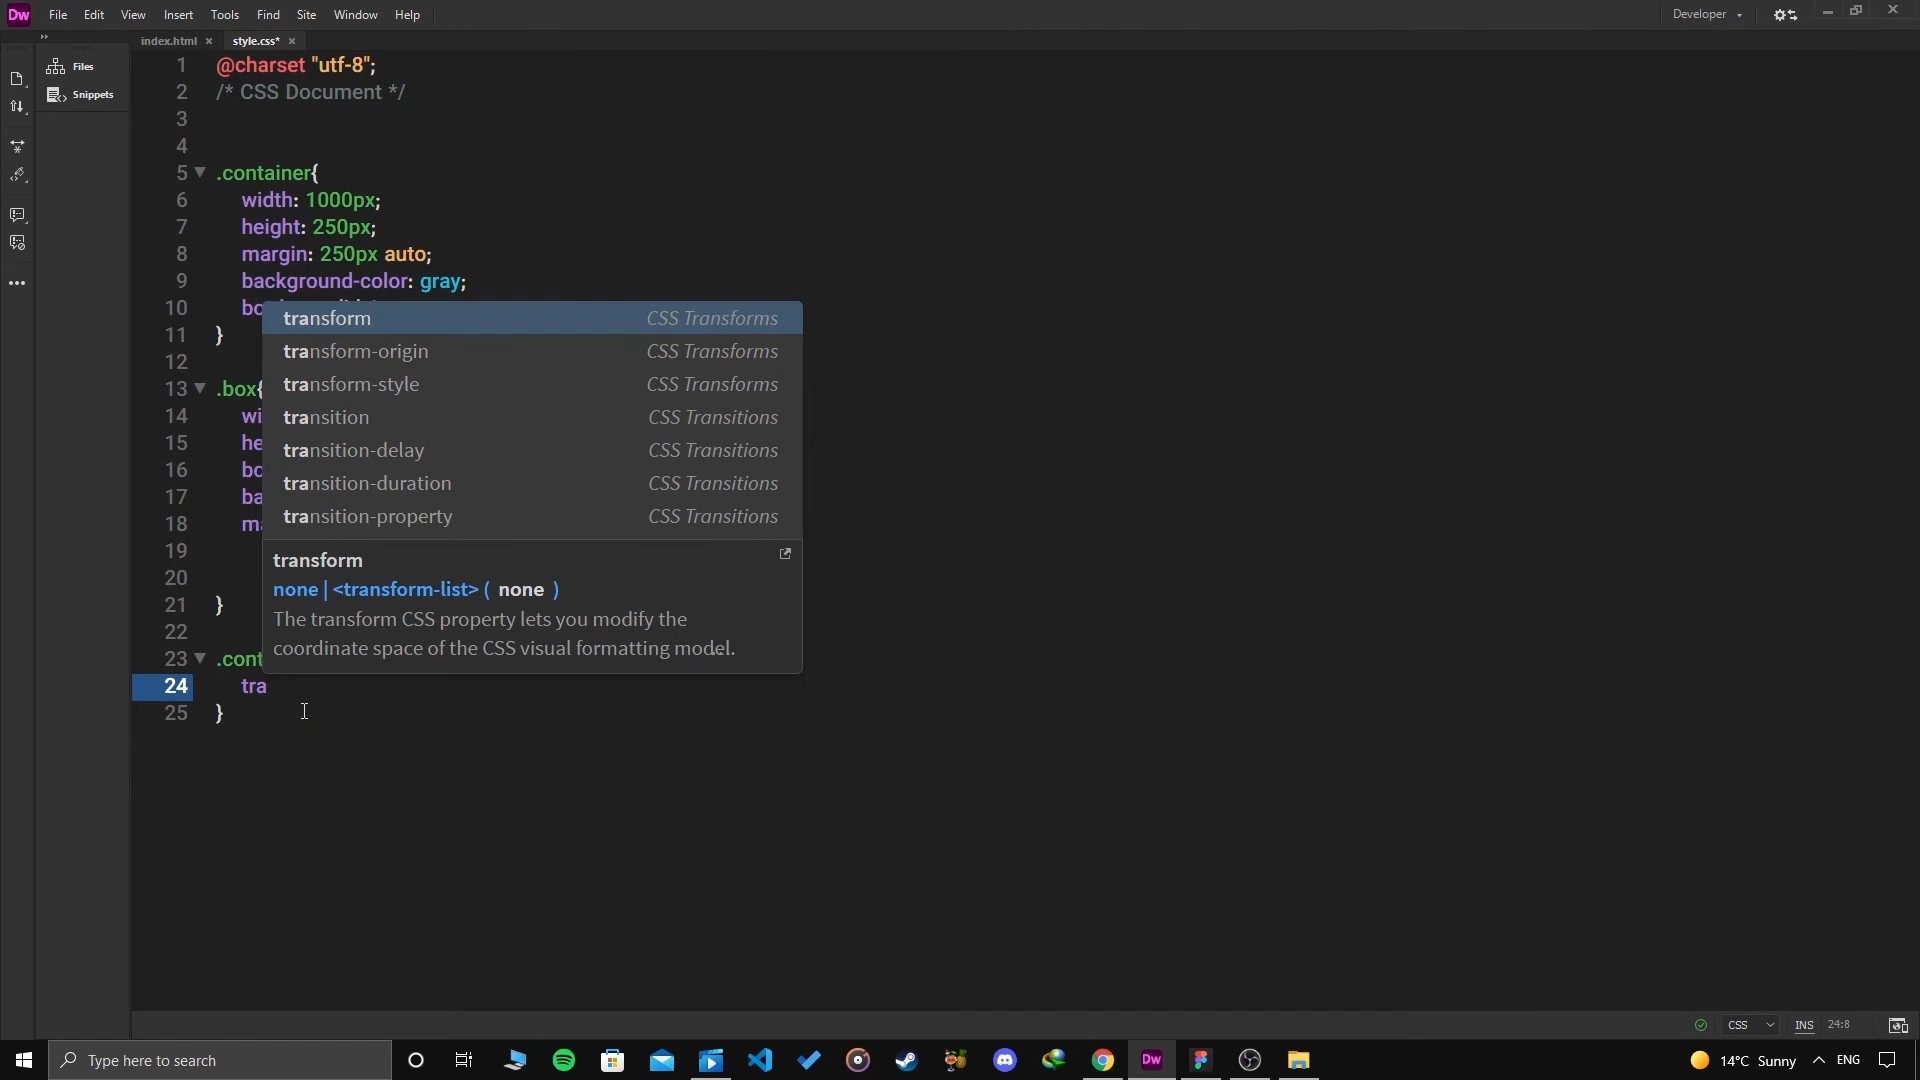 Dw File Edit View Insert Tools Find Site Window Help Developer
index.html style.css*
Files
Snippets
1 @charset "utf-8";
2 /* CSS Document */
3
4
5 .container{
6 width: 1000px;
7 height: 250px;
8 margin: 250px auto;
9 background-color: gray;
10
11 }
12
13 .box{
14 wi
15 he
16
17 ba
18
19
20
21 }
22
23 .cont
24 tra
25 }
transform CSS Transforms
transform-origin CSS Transforms
transform-style CSS Transforms
transition CSS Transitions
transition-delay CSS Transitions
transition-duration CSS Transitions
transition-property CSS Transitions
transform
none | <transform-list> ( none )
The transform CSS property lets you modify the
coordinate space of the CSS visual formatting model.
CSS INS 24:8
Type here to search Dw 14°C Sunny ENG